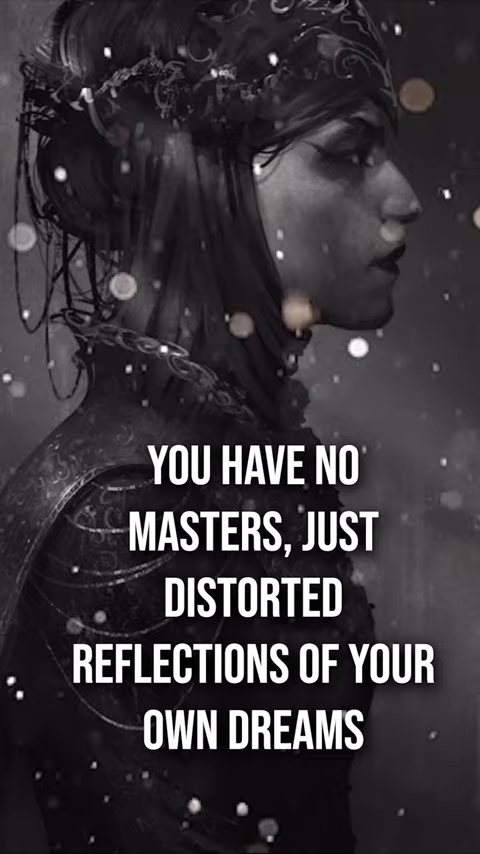 YOU HAVE NO
MASTERS, JUST
DISTORTED
REFLECTIONS OF YOUR
OWN DREAMS